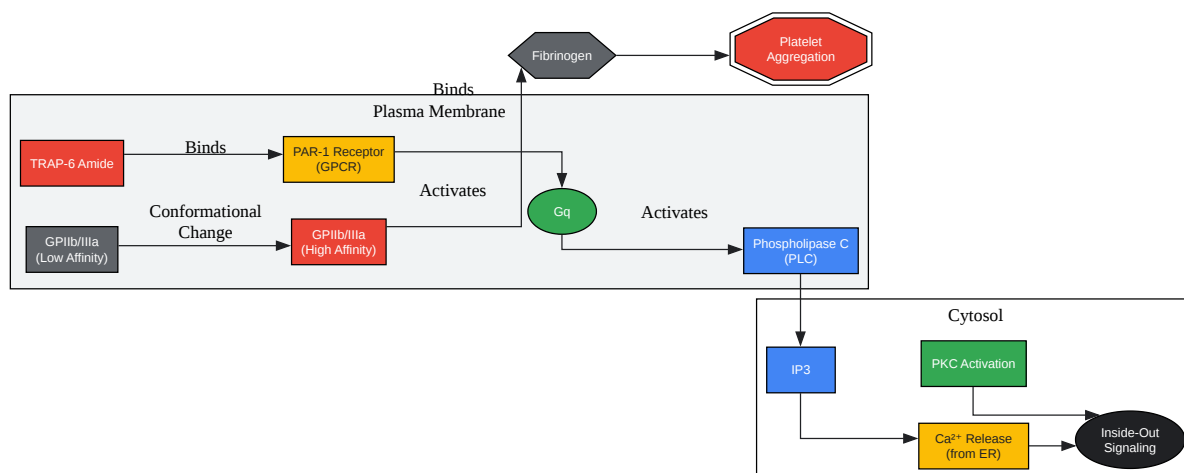 Fibrinogen
Platelet
Aggregation
Binds
Plasma Membrane
TRAP-6 Amide
Binds
PAR-1 Receptor
(GPCR)
Activates
Gq
Activates
GPIIb/IIIa
(Low Affinity)
Conformational
Change
GPIIb/IIIa
(High Affinity)
Phospholipase C
(PLC)
Cytosol
IP3
PKC Activation
Ca²⁺ Release
(from ER)
Inside-Out
Signaling